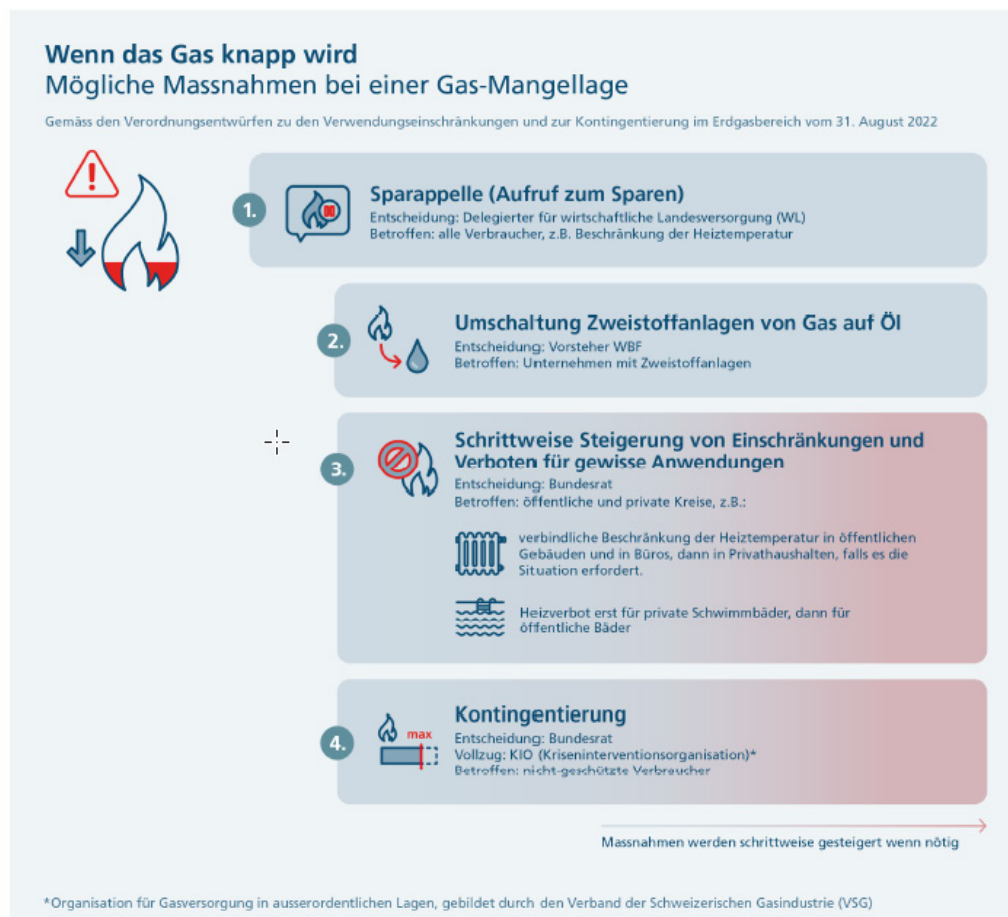 Wenn das Gas knapp wird
Mögliche Massnahmen bei einer Gas-Mangellage
Gemäss den Verordnungsentwürfen zu den Verwendungseinschränkungen und zur Kontingentierung im Erdgasbereich vom 31. August 2022
1.
Sparappelle (Aufruf zum Sparen)
Entscheidung: Delegierter für wirtschaftliche Landesversorgung (WL)
Betroffen: alle Verbraucher, z.B. Beschränkung der Heiztemperatur
2.
Umschaltung Zweistoffanlagen von Gas auf Öl
Entscheidung: Vorsteher WBF
Betroffen: Unternehmen mit Zweistoffanlagen
3.
Schrittweise Steigerung von Einschränkungen und
Verboten für gewisse Anwendungen
Entscheidung: Bundesrat
Betroffen: öffentliche und private Kreise, z.B.:
verbindliche Beschränkung der Heiztemperatur in öffentlichen
Gebäuden und in Büros, dann in Privathaushalten, falls es die
Situation erfordert.
Heizverbot erst für private Schwimmbäder, dann für
öffentliche Bäder
4.
max
Kontingentierung
Entscheidung: Bundesrat
Vollzug: KIO (Kriseninterventionsorganisation)*
Betroffen: nicht-geschützte Verbraucher
Massnahmen werden schrittweise gesteigert wenn nötig
*Organisation für Gasversorgung in ausserordentlichen Lagen, gebildet durch den Verband der Schweizerischen Gasindustrie (VSG)